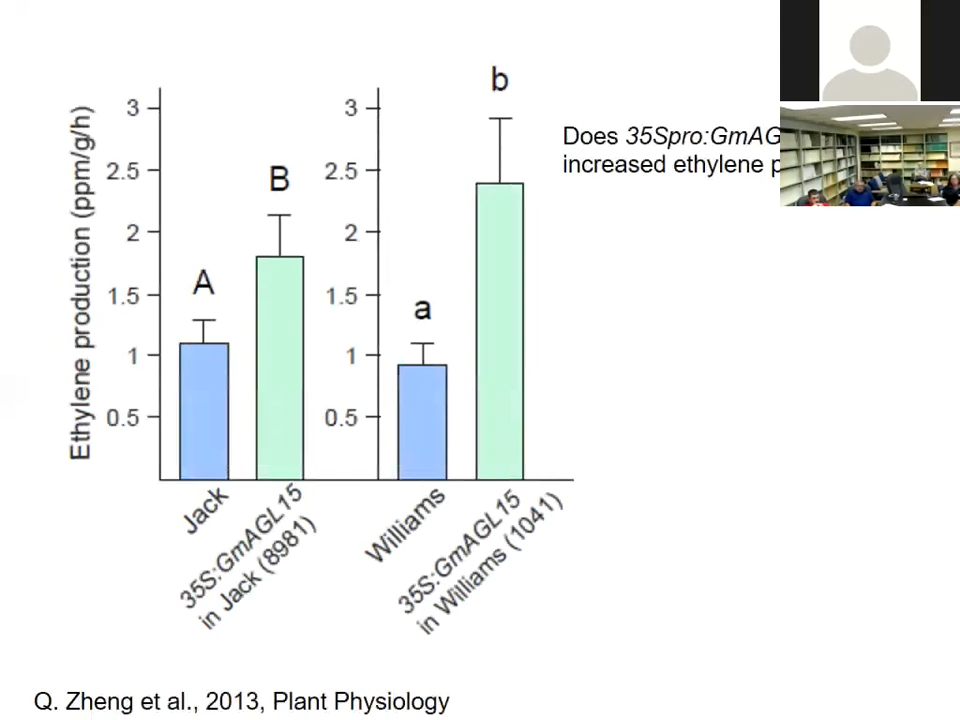 Ethylene production (ppm/g/h)
3
2.5
2
1.5
1
0.5
A
B
Jack
35S:GmAGL15
in Jack (8981)
3
2.5
2
1.5
1
0.5
a
b
Williams
35S:GmAGL15
in Williams (1041)
Does 35Spro:GmAG
increased ethylene p
Q. Zheng et al., 2013, Plant Physiology